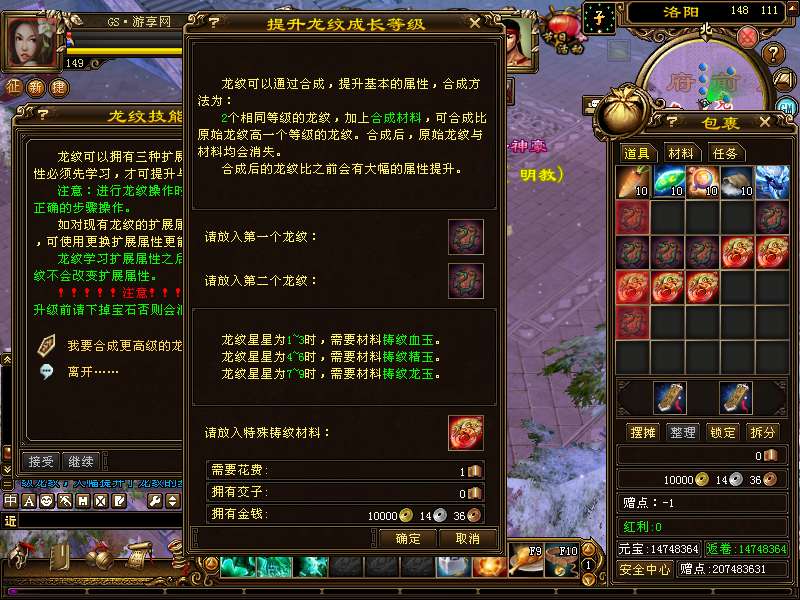 GS·游享网
149
征 新 捷
提升龙纹成长等级
龙纹可以通过合成，提升基本的属性，合成方
法为：
2个相同等级的龙纹，加上合成材料，可合成比
原始龙纹高一个等级的龙纹。合成后，原始龙纹与
材料均会消失。
合成后的龙纹比之前会有大幅的属性提升。
请放入第一个龙纹：
请放入第二个龙纹：
龙纹星星为1~3时，需要材料铸纹血玉。
龙纹星星为4~6时，需要材料铸纹精玉。
龙纹星星为7~9时，需要材料铸纹龙玉。
请放入特殊铸纹材料：
需要花费： 1
拥有交子： 0
拥有金钱： 10000 14 36
确定 取消
龙纹技能
龙纹可以拥有三种扩展
性必须先学习，才可提升与
注意：进行龙纹操作时
正确的步骤操作。
如对现有龙纹的扩展属
，可使用更换扩展属性更能
龙纹学习扩展属性之后
纹不会改变扩展属性。
！！！！！注意！！！
升级前请下掉宝石否则会消
我要合成更高级的龙
离开……
接受 继续
近
神豪
明教）
节日活动
子
洛阳 148 111
北
府前
GM
包裹
道具 材料 任务
10 10 10 10
摆摊 整理 锁定 拆分
0
10000 14 36
赠点：-1
红利:0
元宝:14748364 返卷:14748364
安全中心 赠点:207483631
F9 F10
1